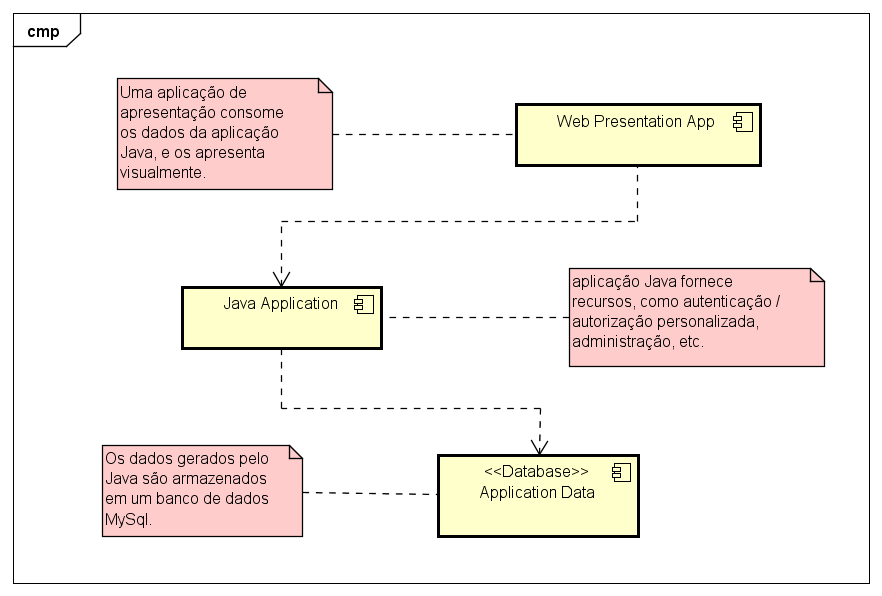 cmp
Uma aplicação de
apresentação consome
os dados da aplicação
Java, e os apresenta
visualmente.
Web Presentation App
Java Application
aplicação Java fornece
recursos, como autenticação /
autorização personalizada,
administração, etc.
Os dados gerados pelo
Java são armazenados
em um banco de dados
MySql.
<<Database>>
Application Data